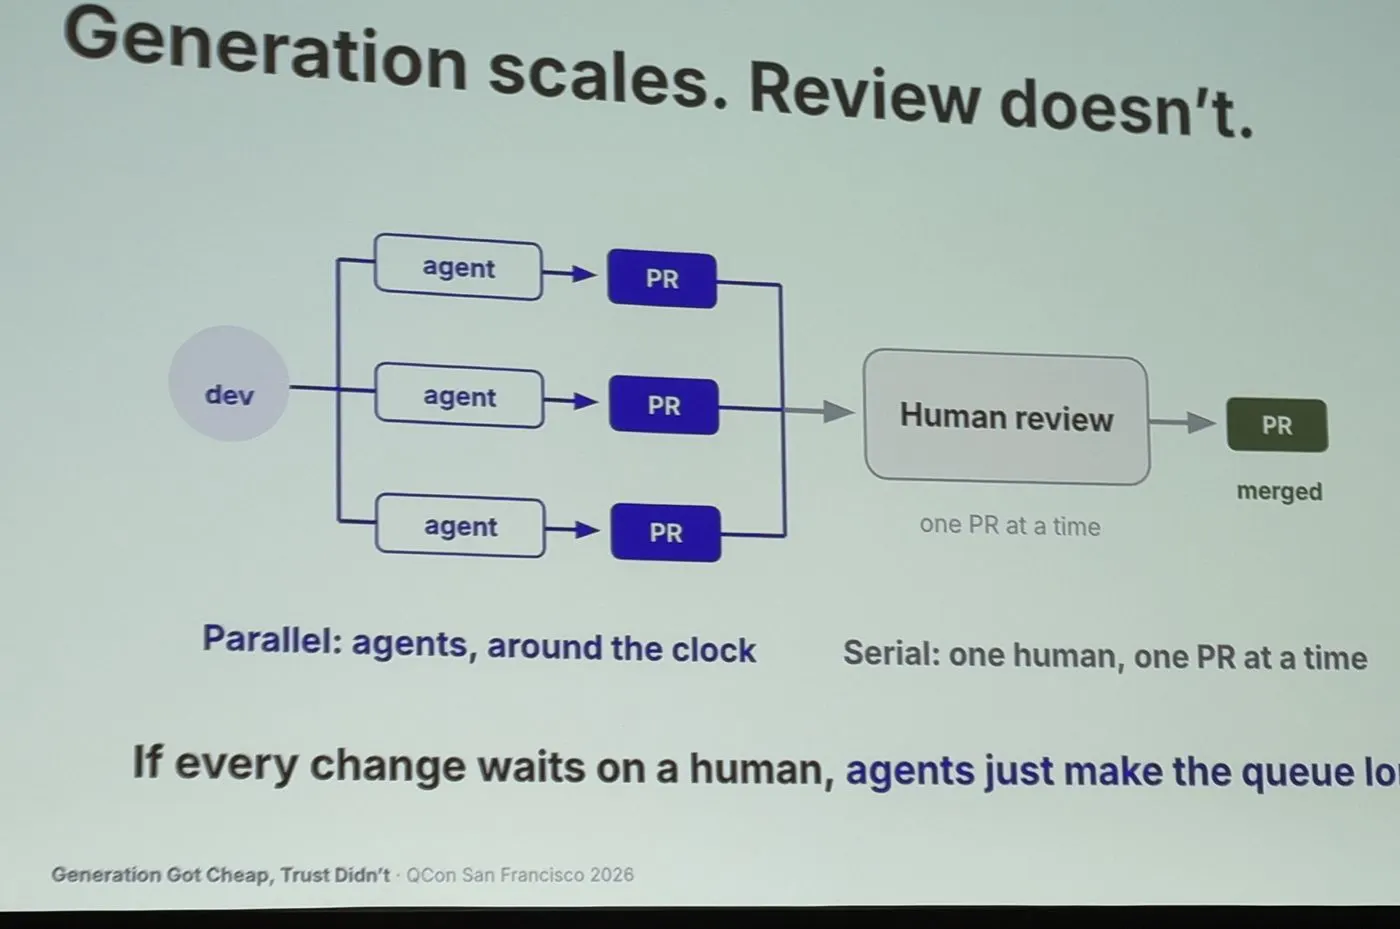 Generation scales. Review doesn't.
agent
PR
dev
agent
PR
Human review
PR
merged
one PR at a time
agent
PR
Parallel: agents, around the clock
Serial: one human, one PR at a time
If every change waits on a human, agents just make the queue
Generation Got Cheap, Trust Didn't · QCon San Francisco 2026